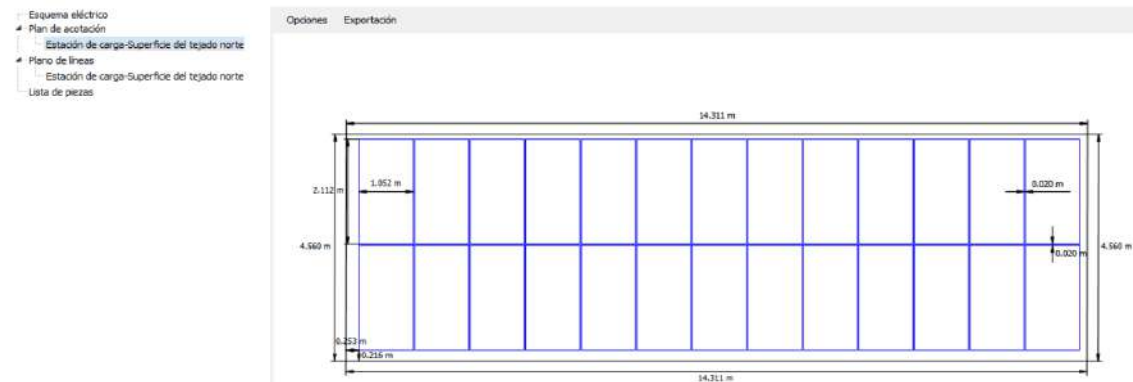 Esquema eléctrico
Plan de acotación
Estación de carga-Superficie del tejado norte
Plano de líneas
Estación de carga-Superficie del tejado norte
Lista de piezas
Opciones Exportación
14.311 m
2.112 m
1.052 m
0.020 m
4.560 m
4.560 m
0.020 m
0.253 m
0.216 m
14.311 m